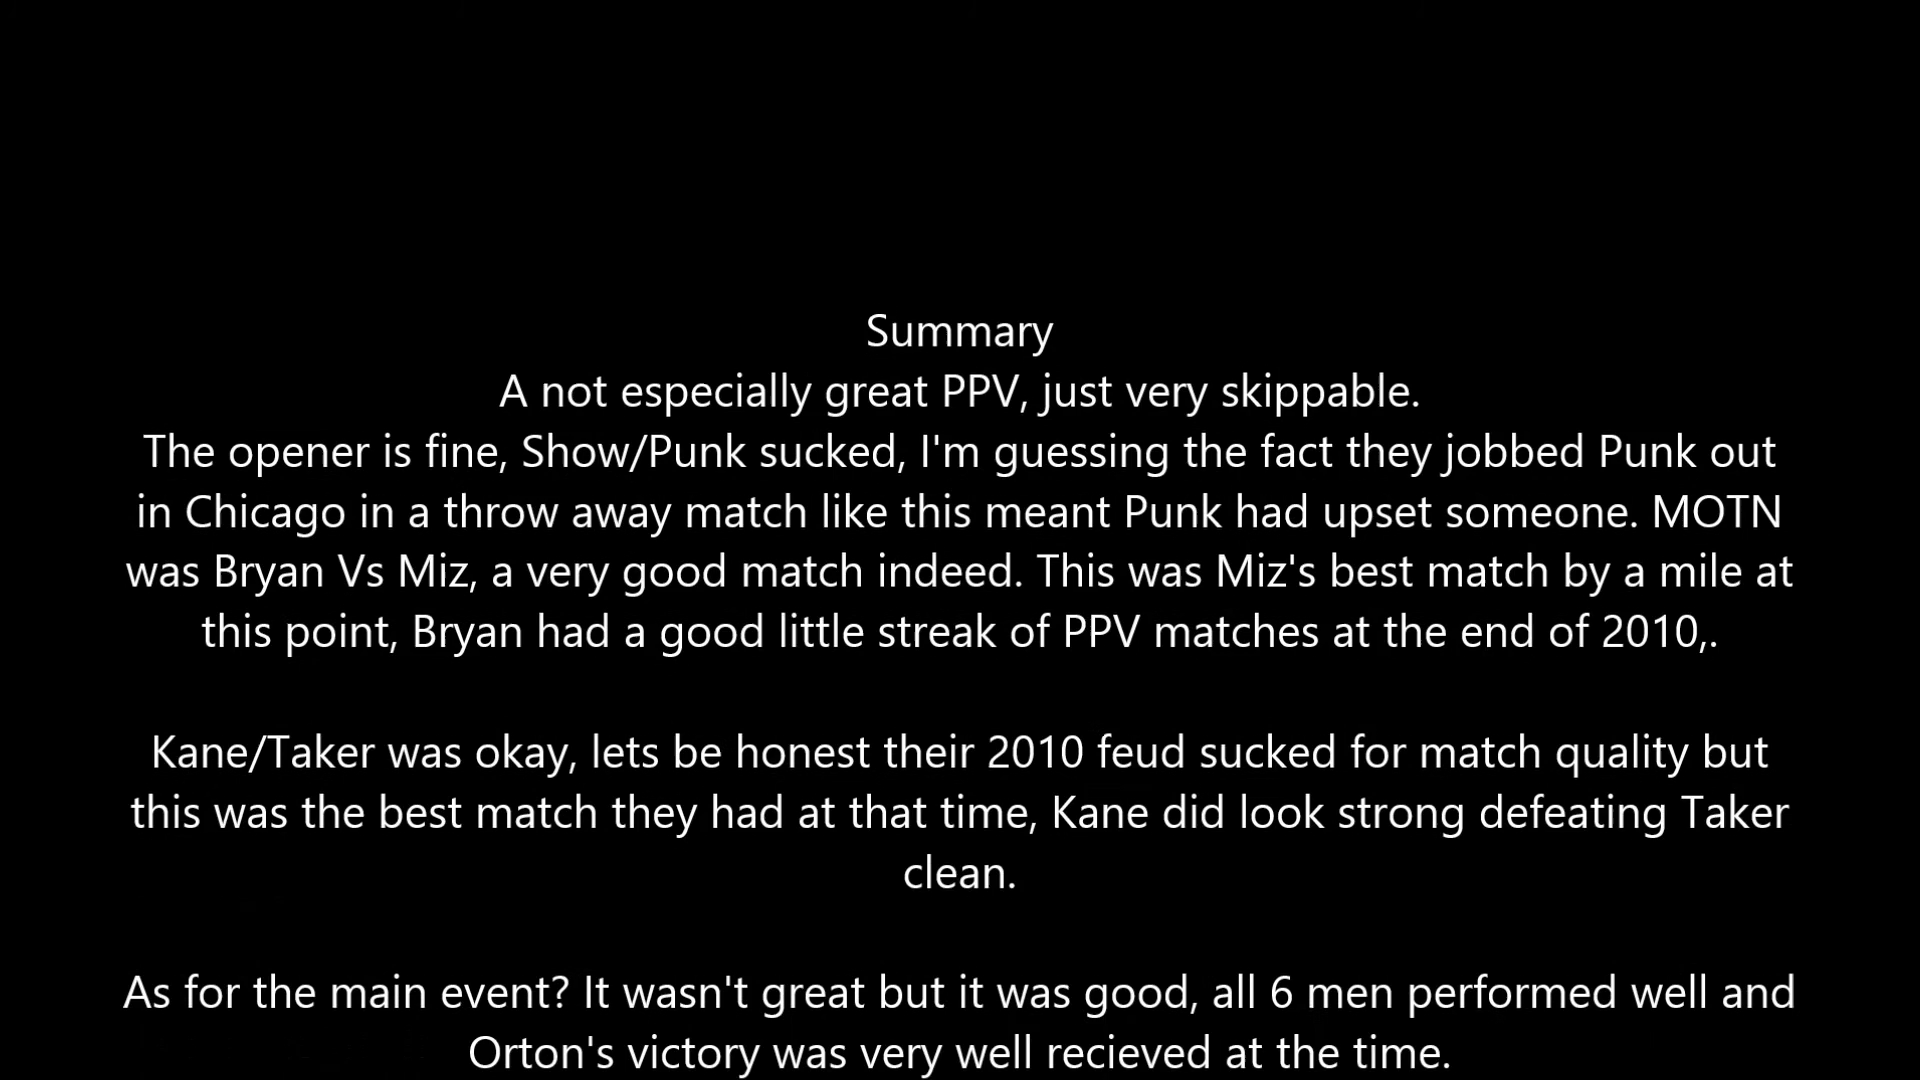 Summary
A not especially great PPV, just very skippable.
The opener is fine, Show/Punk sucked, I'm guessing the fact they jobbed Punk out
in Chicago in a throw away match like this meant Punk had upset someone. MOTN
was Bryan Vs Miz, a very good match indeed. This was Miz's best match by a mile at
this point, Bryan had a good little streak of PPV matches at the end of 2010,.
Kane/Taker was okay, lets be honest their 2010 feud sucked for match quality but
this was the best match they had at that time, Kane did look strong defeating Taker
clean.
As for the main event? It wasn't great but it was good, all 6 men performed well and
Orton's victory was very well recieved at the time.